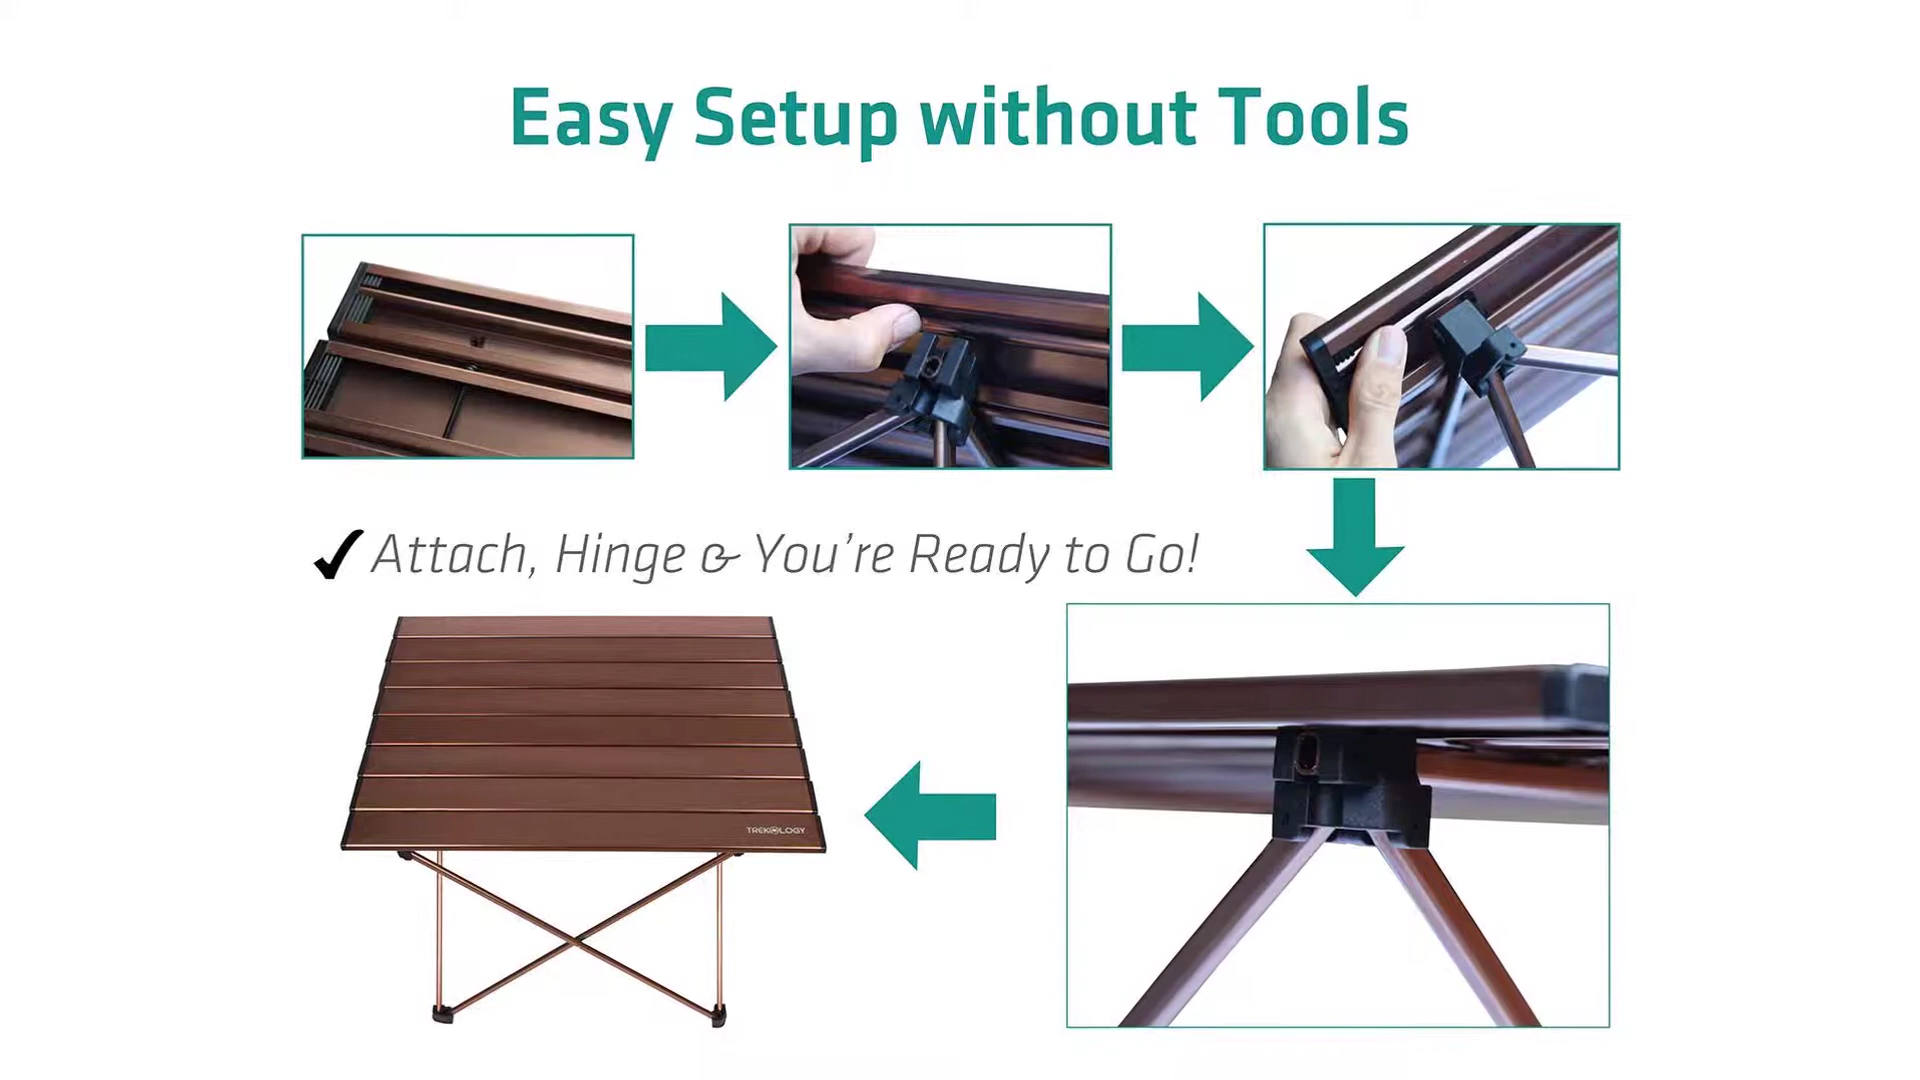 Easy Setup without Tools
✓ Attach, Hinge & You're Ready to Go!
TREKOLOGY